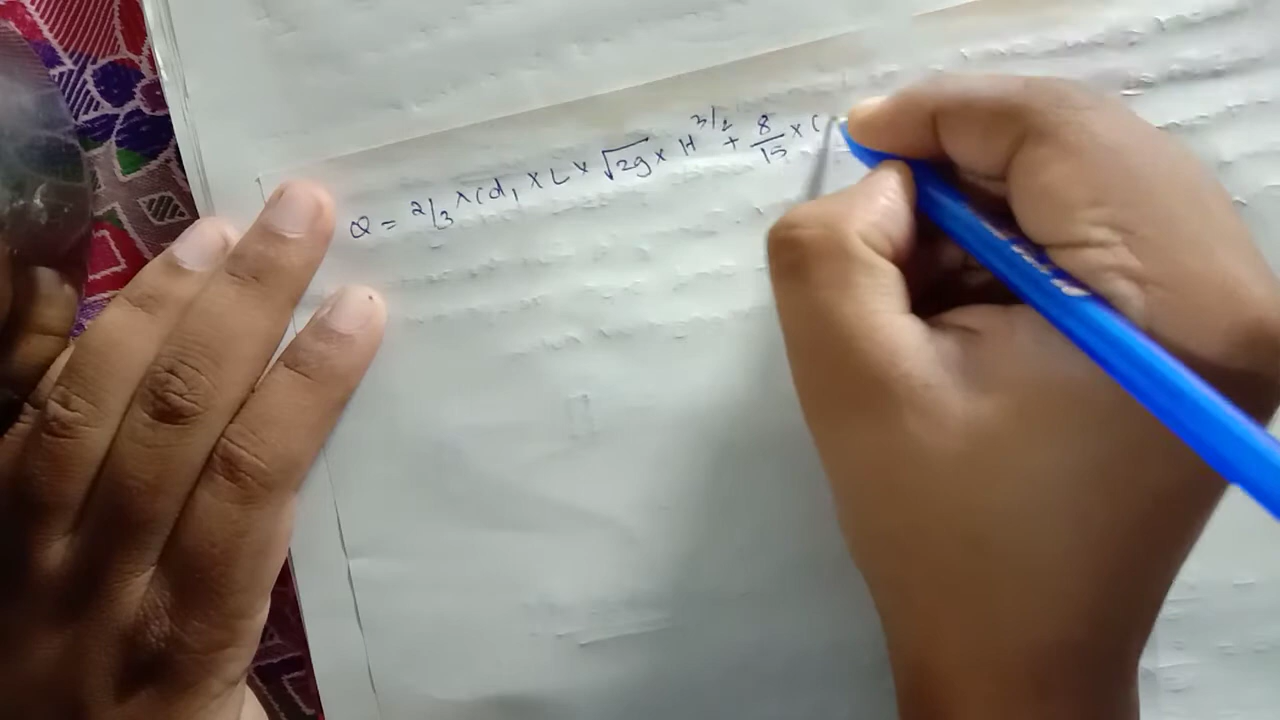 Q = 2/3 × Cd₁ × L × √2g × H^3/2 + 8/15 × C